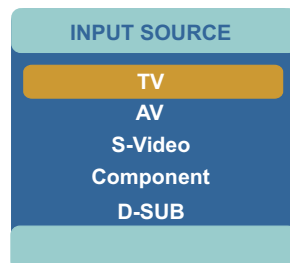 INPUT SOURCE
TV
AV
S-Video
Component
D-SUB